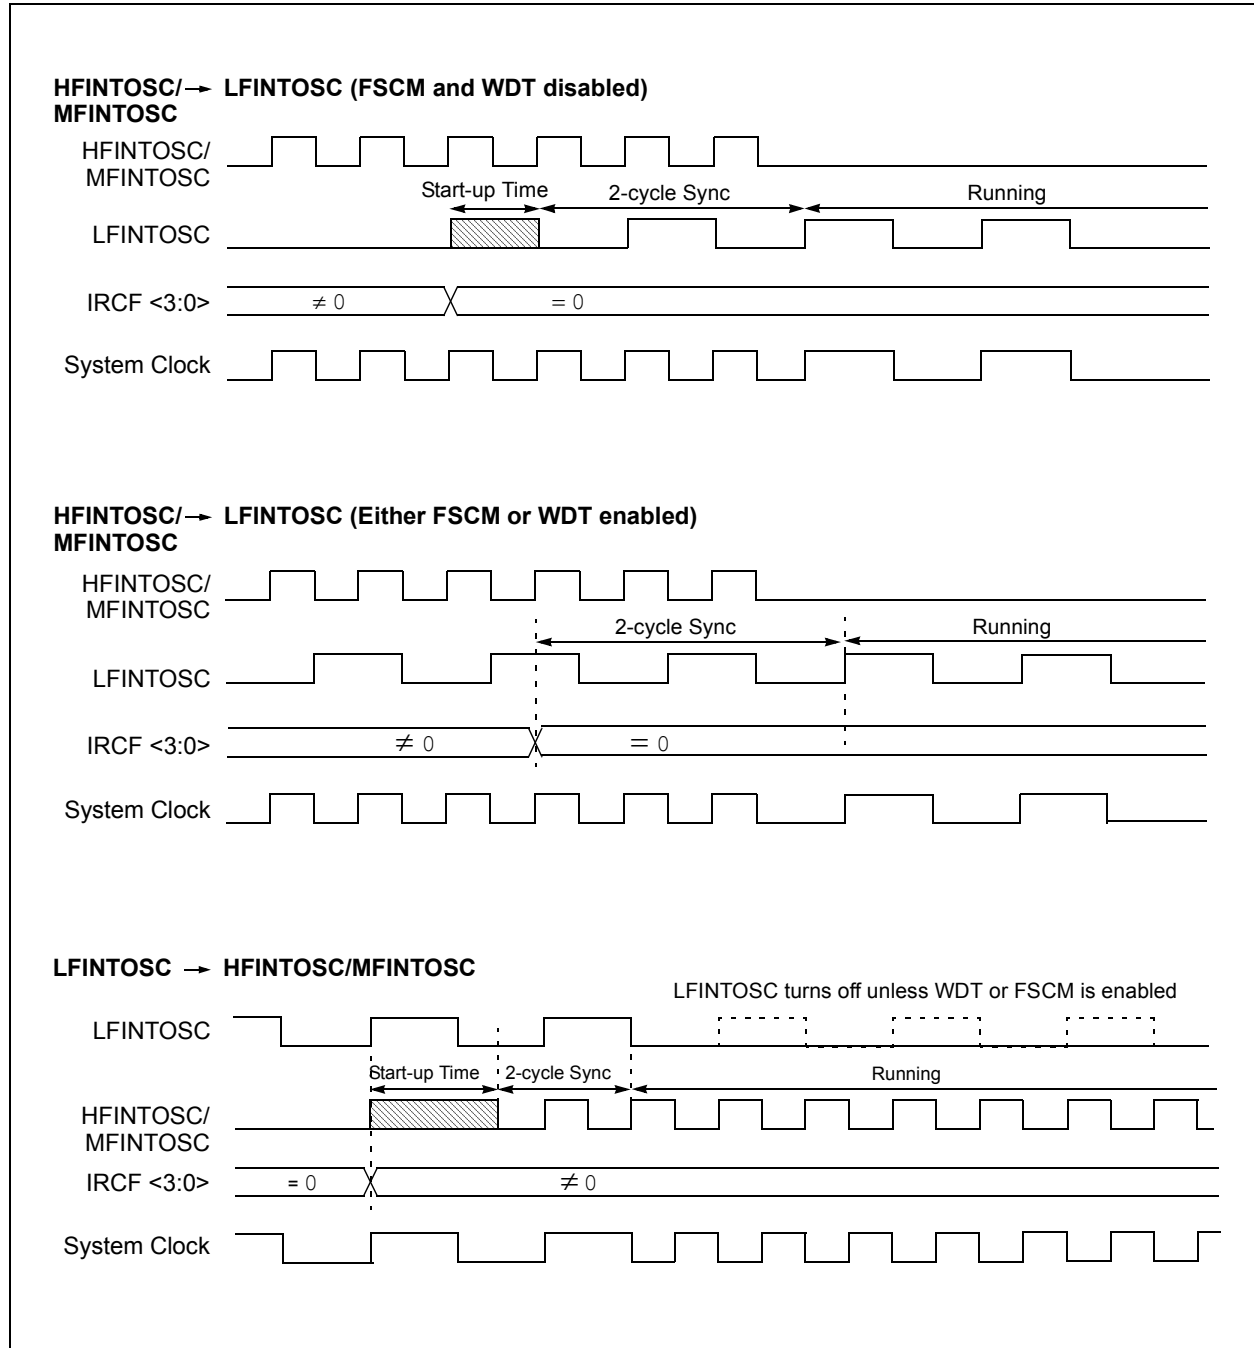 HFINTOSC/→ LFINTOSC (FSCM and WDT disabled)
MFINTOSC
HFINTOSC/
MFINTOSC
Start-up Time 2-cycle Sync Running
LFINTOSC
IRCF <3:0> ≠ 0 = 0
System Clock
HFINTOSC/→ LFINTOSC (Either FSCM or WDT enabled)
MFINTOSC
HFINTOSC/
MFINTOSC
2-cycle Sync Running
LFINTOSC
IRCF <3:0> ≠ 0 = 0
System Clock
LFINTOSC → HFINTOSC/MFINTOSC
LFINTOSC turns off unless WDT or FSCM is enabled
LFINTOSC
Start-up Time 2-cycle Sync Running
HFINTOSC/
MFINTOSC
IRCF <3:0> = 0 ≠ 0
System Clock